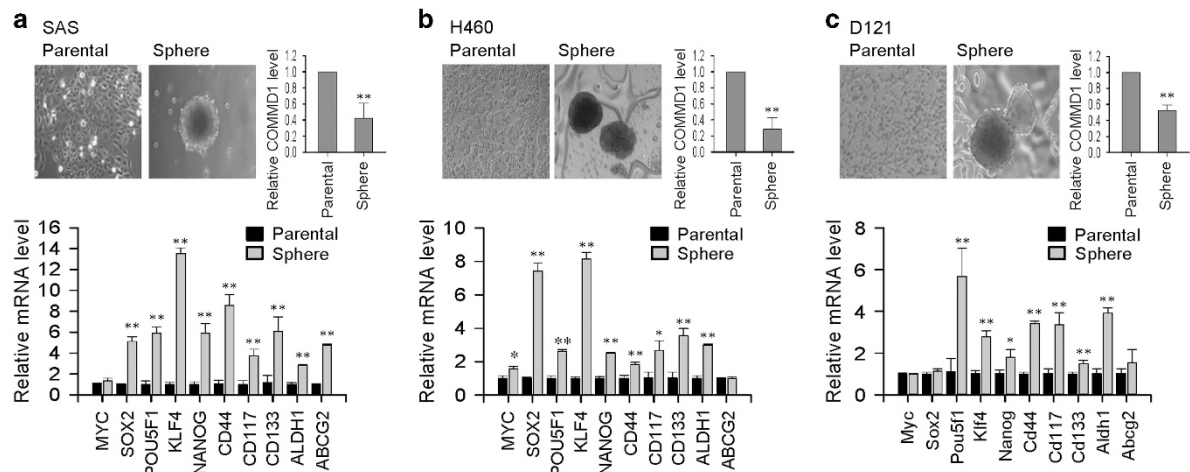 a SAS
Parental Sphere
Relative COMMD1 level
1.2
1.0
0.8
0.6
0.4
0.2
0.0
**
Parental
Sphere
Relative mRNA level
16
14
12
10
8
6
4
2
0
Parental
Sphere
** ** ** ** ** ** ** ** **
MYC
SOX2
POU5F1
KLF4
NANOG
CD44
CD117
CD133
ALDH1
ABCG2
b H460
Parental Sphere
Relative COMMD1 level
1.2
1.0
0.8
0.6
0.4
0.2
0.0
**
Parental
Sphere
Relative mRNA level
10
8
6
4
2
0
Parental
Sphere
* ** ** ** ** ** * ** **
MYC
SOX2
POU5F1
KLF4
NANOG
CD44
CD117
CD133
ALDH1
ABCG2
c D121
Parental Sphere
Relative COMMD1 level
1.2
1.0
0.8
0.6
0.4
0.2
0.0
**
Parental
Sphere
Relative mRNA level
8
6
4
2
0
Parental
Sphere
** ** * ** ** ** **
Myc
Sox2
Pou5f1
Klf4
Nanog
Cd44
Cd117
Cd133
Aldh1
Abcg2